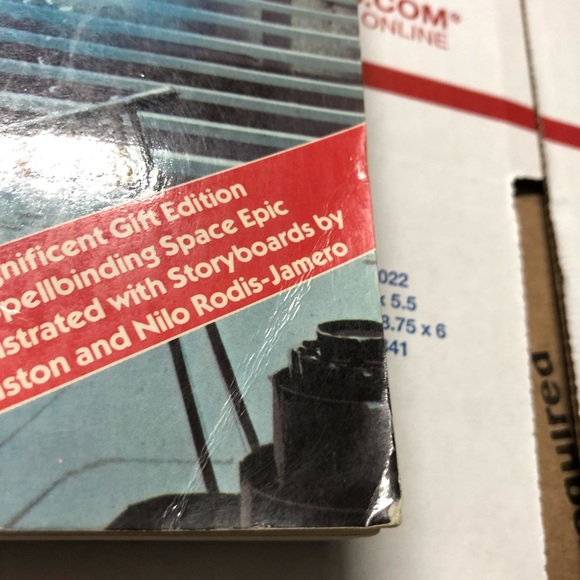 .COM®
ONLINE
nificent Gift Edition
pellbinding Space Epic
strated with Storyboards by
ston and Nilo Rodis-Jamero
022
x 5.5
8.75 x 6
41
quired